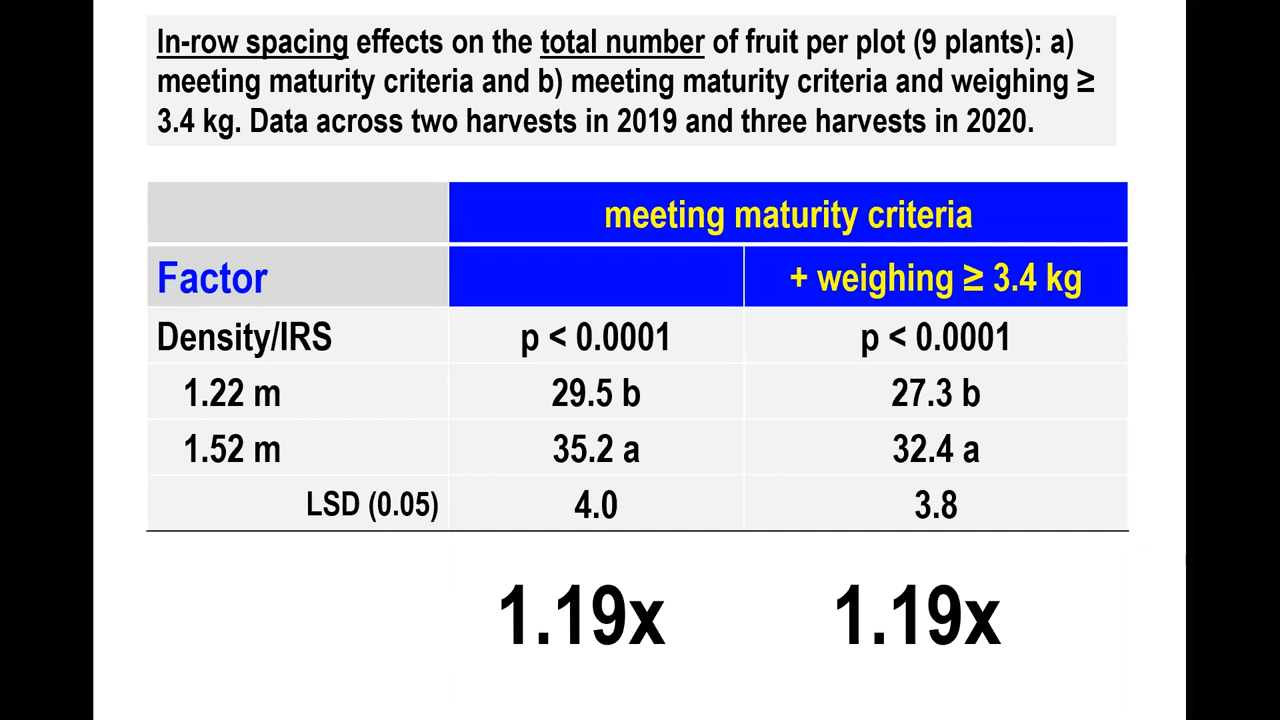 In-row spacing effects on the total number of fruit per plot (9 plants): a)
meeting maturity criteria and b) meeting maturity criteria and weighing ≥
3.4 kg. Data across two harvests in 2019 and three harvests in 2020.
meeting maturity criteria
Factor + weighing ≥ 3.4 kg
Density/IRS p < 0.0001 p < 0.0001
1.22 m 29.5 b 27.3 b
1.52 m 35.2 a 32.4 a
LSD (0.05) 4.0 3.8
1.19x 1.19x